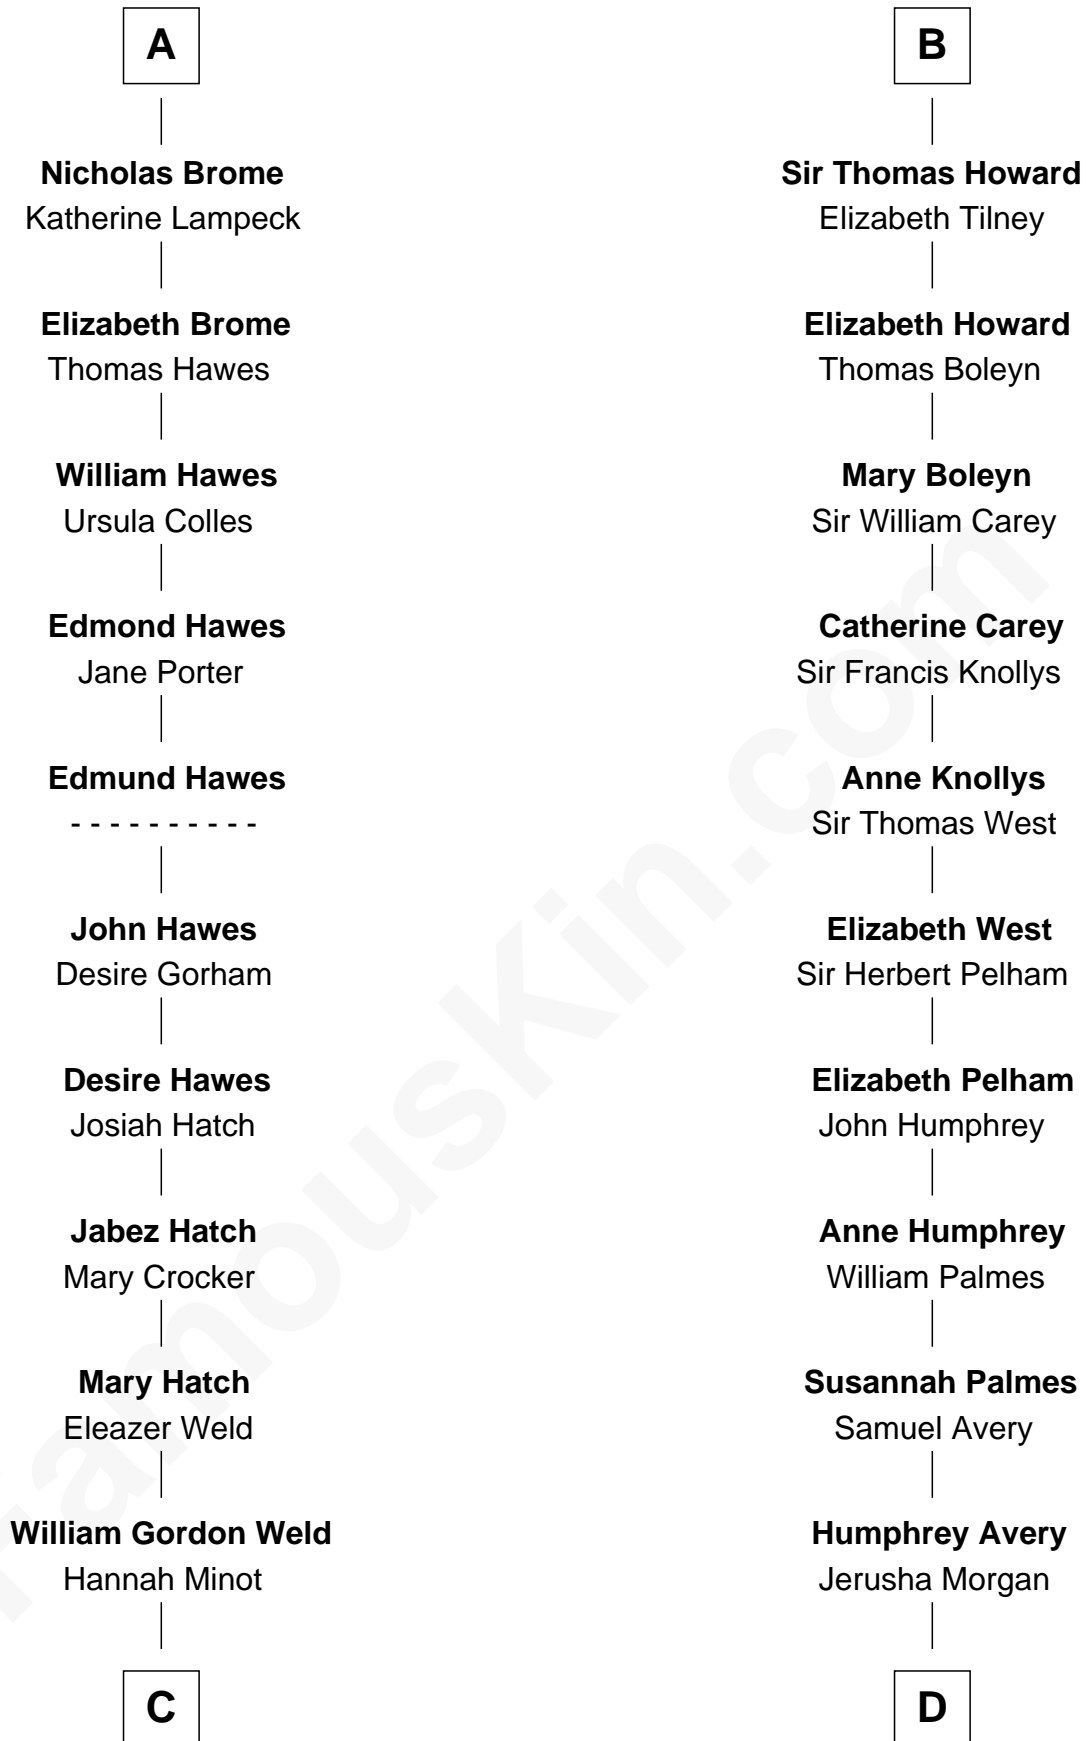 A
Nicholas Brome
Katherine Lampeck
Elizabeth Brome
Thomas Hawes
William Hawes
Ursula Colles
Edmond Hawes
Jane Porter
Edmund Hawes
- - - - - - - - - -
John Hawes
Desire Gorham
Desire Hawes
Josiah Hatch
Jabez Hatch
Mary Crocker
Mary Hatch
Eleazer Weld
William Gordon Weld
Hannah Minot
C
B
Sir Thomas Howard
Elizabeth Tilney
Elizabeth Howard
Thomas Boleyn
Mary Boleyn
Sir William Carey
Catherine Carey
Sir Francis Knollys
Anne Knollys
Sir Thomas West
Elizabeth West
Sir Herbert Pelham
Elizabeth Pelham
John Humphrey
Anne Humphrey
William Palmes
Susannah Palmes
Samuel Avery
Humphrey Avery
Jerusha Morgan
D
FamousKin.com